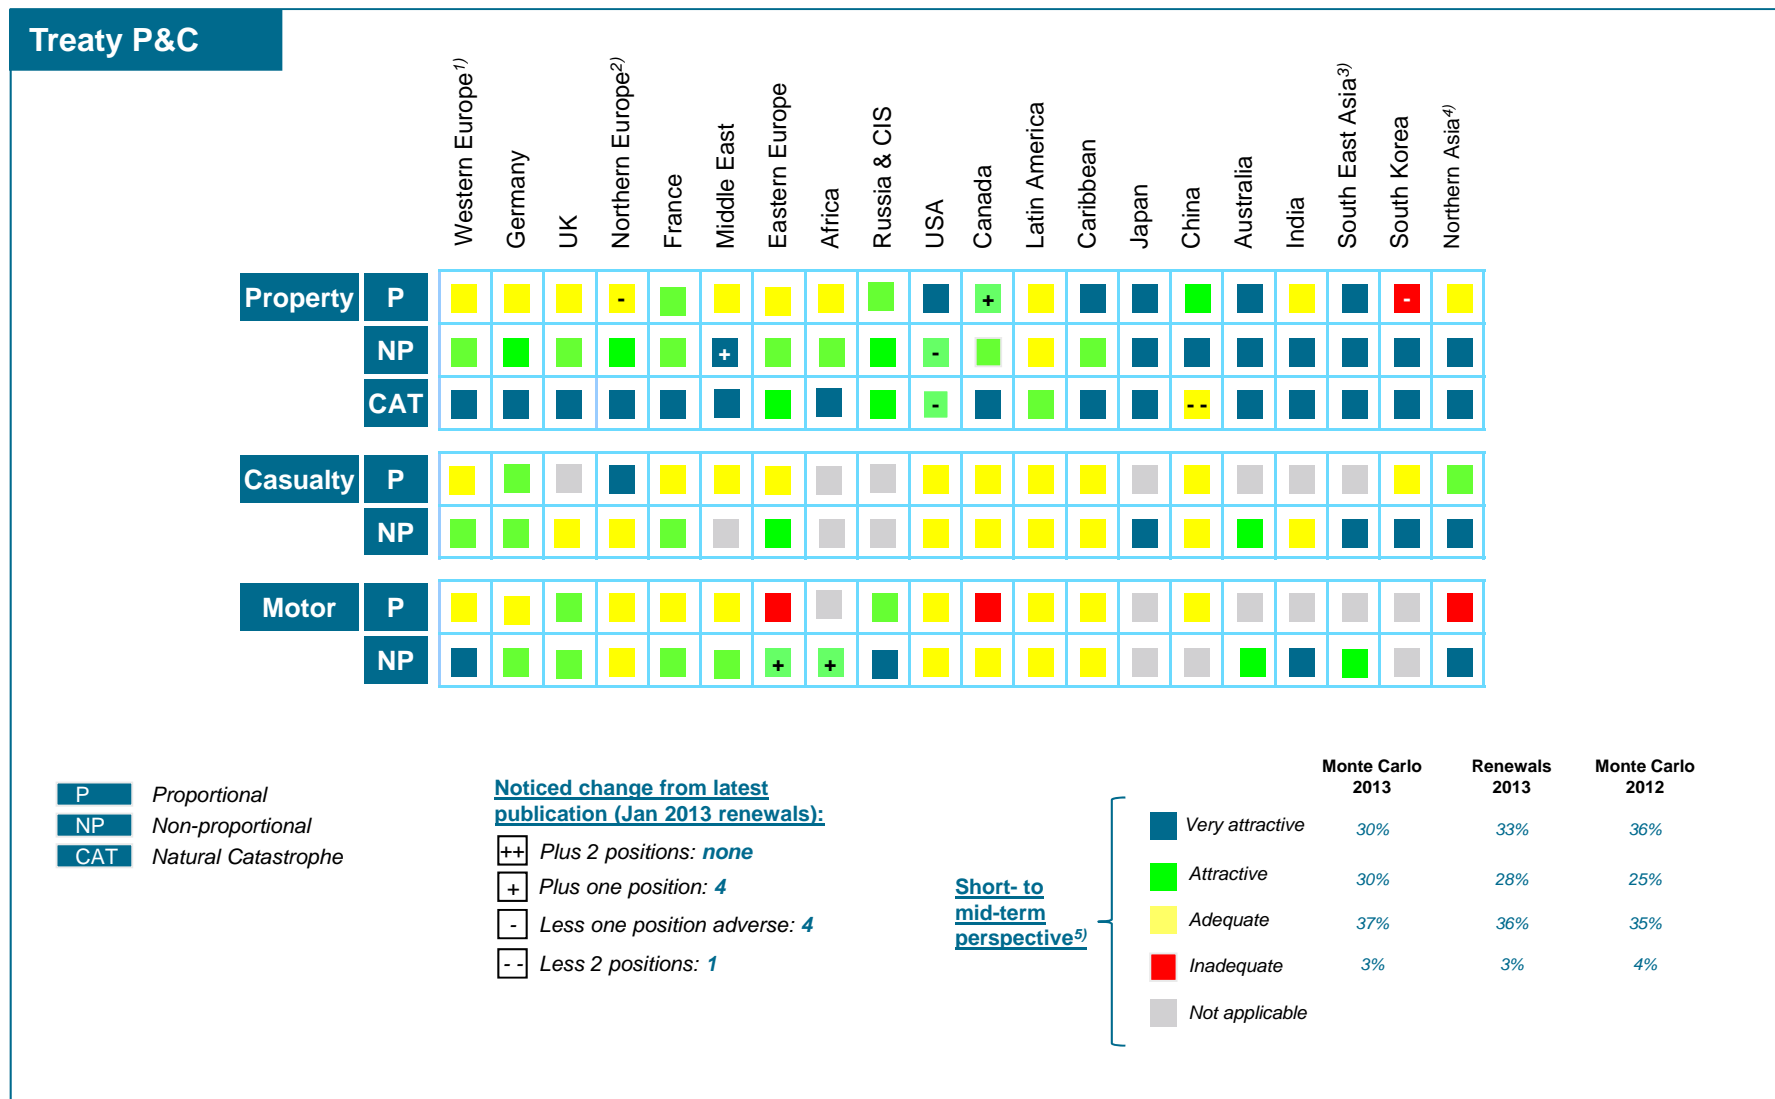 Treaty P&C
Western Europe1)
Germany
UK
Northern Europe2)
France
Middle East
Eastern Europe
Africa
Russia & CIS
USA
Canada
Latin America
Caribbean
Japan
China
Australia
India
South East Asia3)
South Korea
Northern Asia4)
Property P - + -
NP + -
CAT - - -
Casualty P
NP
Motor P
NP + +
P Proportional
NP Non-proportional
CAT Natural Catastrophe
Noticed change from latest
publication (Jan 2013 renewals):
++ Plus 2 positions: none
+ Plus one position: 4
- Less one position adverse: 4
- - Less 2 positions: 1
Short- to
mid-term
perspective5)
Monte Carlo
2013
Renewals
2013
Monte Carlo
2012
Very attractive 30% 33% 36%
Attractive 30% 28% 25%
Adequate 37% 36% 35%
Inadequate 3% 3% 4%
Not applicable